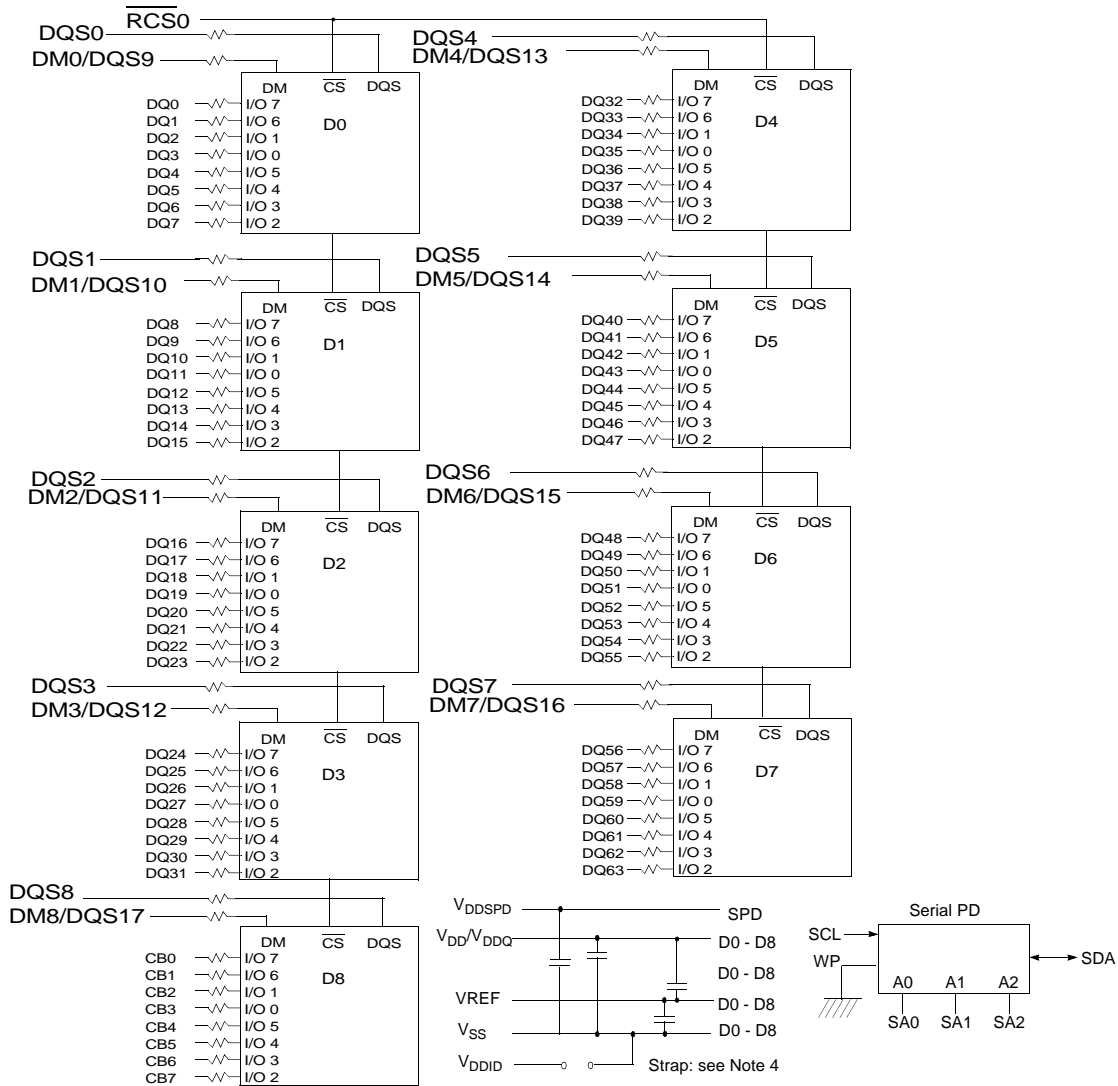 RCS0
DQS0
DM0/DQS9
DM CS DQS
D0
DQ0 I/O 7
DQ1 I/O 6
DQ2 I/O 1
DQ3 I/O 0
DQ4 I/O 5
DQ5 I/O 4
DQ6 I/O 3
DQ7 I/O 2
DQS1
DM1/DQS10
DM CS DQS
D1
DQ8 I/O 7
DQ9 I/O 6
DQ10 I/O 1
DQ11 I/O 0
DQ12 I/O 5
DQ13 I/O 4
DQ14 I/O 3
DQ15 I/O 2
DQS2
DM2/DQS11
DM CS DQS
D2
DQ16 I/O 7
DQ17 I/O 6
DQ18 I/O 1
DQ19 I/O 0
DQ20 I/O 5
DQ21 I/O 4
DQ22 I/O 3
DQ23 I/O 2
DQS3
DM3/DQS12
DM CS DQS
D3
DQ24 I/O 7
DQ25 I/O 6
DQ26 I/O 1
DQ27 I/O 0
DQ28 I/O 5
DQ29 I/O 4
DQ30 I/O 3
DQ31 I/O 2
DQS8
DM8/DQS17
DM CS DQS
D8
CB0 I/O 7
CB1 I/O 6
CB2 I/O 1
CB3 I/O 0
CB4 I/O 5
CB5 I/O 4
CB6 I/O 3
CB7 I/O 2
DQS4
DM4/DQS13
DM CS DQS
D4
DQ32 I/O 7
DQ33 I/O 6
DQ34 I/O 1
DQ35 I/O 0
DQ36 I/O 5
DQ37 I/O 4
DQ38 I/O 3
DQ39 I/O 2
DQS5
DM5/DQS14
DM CS DQS
D5
DQ40 I/O 7
DQ41 I/O 6
DQ42 I/O 1
DQ43 I/O 0
DQ44 I/O 5
DQ45 I/O 4
DQ46 I/O 3
DQ47 I/O 2
DQS6
DM6/DQS15
DM CS DQS
D6
DQ48 I/O 7
DQ49 I/O 6
DQ50 I/O 1
DQ51 I/O 0
DQ52 I/O 5
DQ53 I/O 4
DQ54 I/O 3
DQ55 I/O 2
DQS7
DM7/DQS16
DM CS DQS
D7
DQ56 I/O 7
DQ57 I/O 6
DQ58 I/O 1
DQ59 I/O 0
DQ60 I/O 5
DQ61 I/O 4
DQ62 I/O 3
DQ63 I/O 2
VDDSPD SPD
VDD/VDDQ D0 - D8
D0 - D8
VREF D0 - D8
VSS D0 - D8
VDDID Strap: see Note 4
Serial PD
SCL
WP
SDA
A0 A1 A2
SA0 SA1 SA2